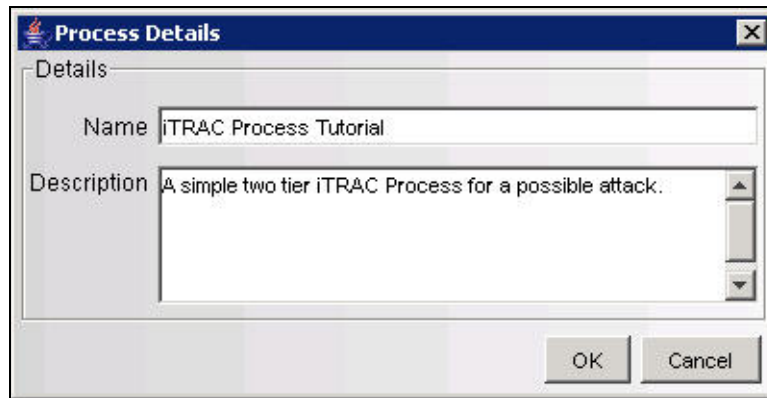 Process Details
Details
Name iTRAC Process Tutorial
Description A simple two tier iTRAC Process for a possible attack.
OK Cancel